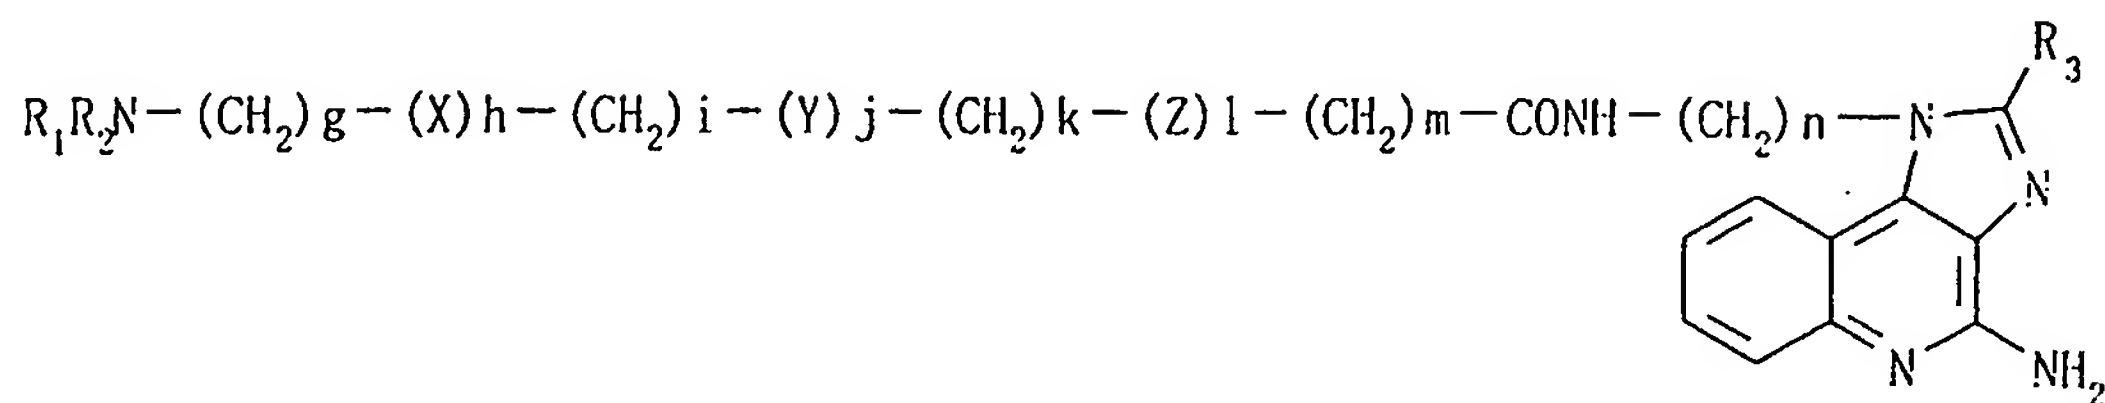 R₃
R₁R₂N－(CH₂)g－(X)h－(CH₂)i－(Y)j－(CH₂)k－(Z)l－(CH₂)m－CONH－(CH₂)n－N
N
N
NH₂